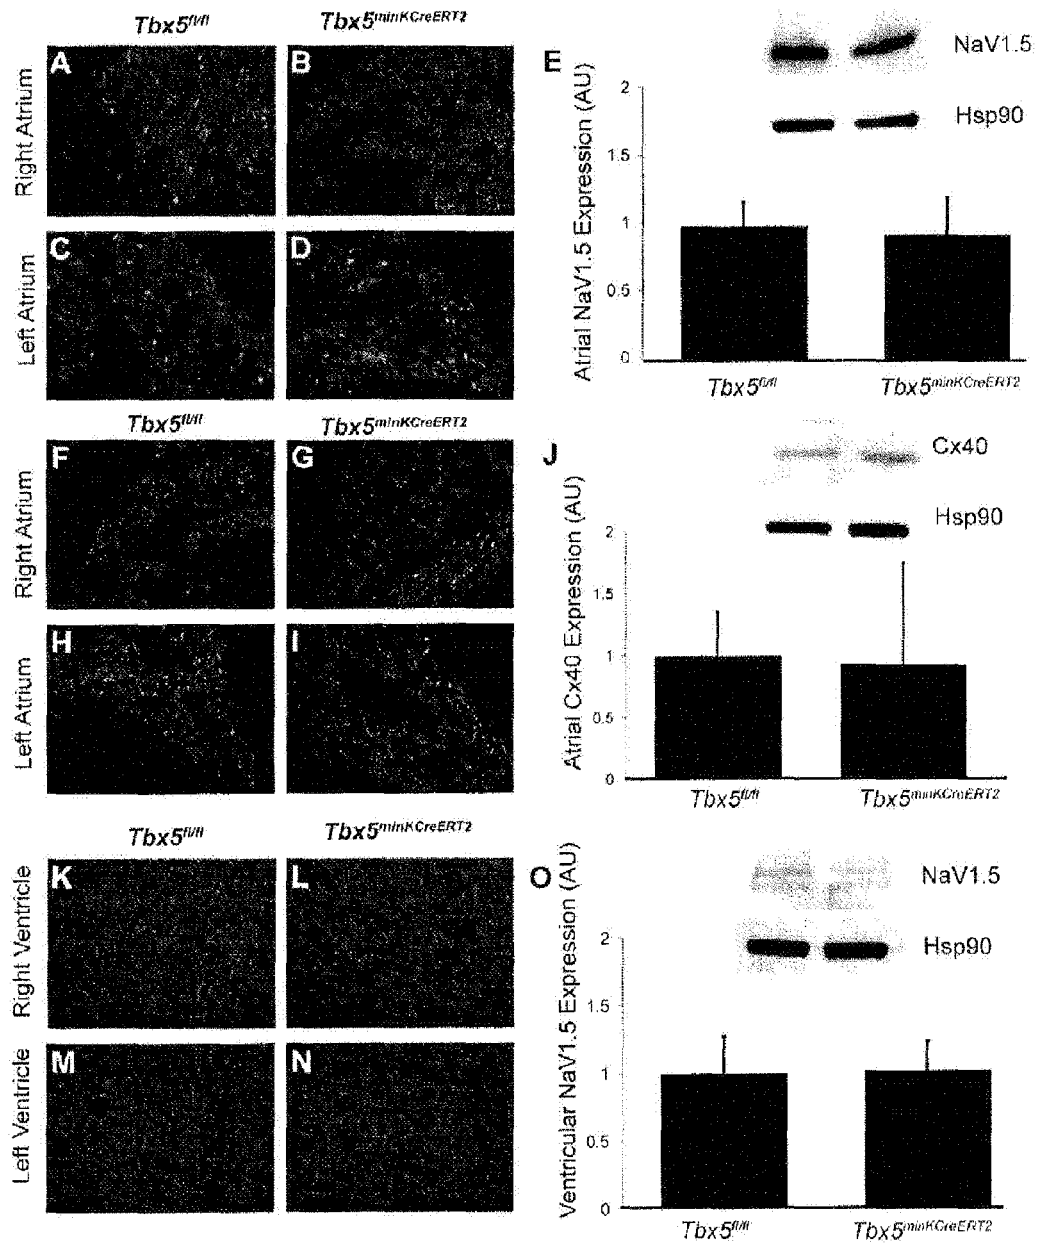 Tbx5fl/fl Tbx5minKCreERT2
A B
Right Atrium
C D
Left Atrium
E
NaV1.5
Hsp90
Atrial NaV1.5 Expression (AU)
2
1.5
1
0.5
0
Tbx5fl/fl Tbx5minKCreERT2
Tbx5fl/fl Tbx5minKCreERT2
F G
Right Atrium
H I
Left Atrium
J
Cx40
Hsp90
Atrial Cx40 Expression (AU)
2
1.5
1
0.5
0
Tbx5fl/fl Tbx5minKCreERT2
Tbx5fl/fl Tbx5minKCreERT2
K L
Right Ventricle
M N
Left Ventricle
O
NaV1.5
Hsp90
Ventricular NaV1.5 Expression (AU)
2
1.5
1
0.5
0
Tbx5fl/fl Tbx5minKCreERT2